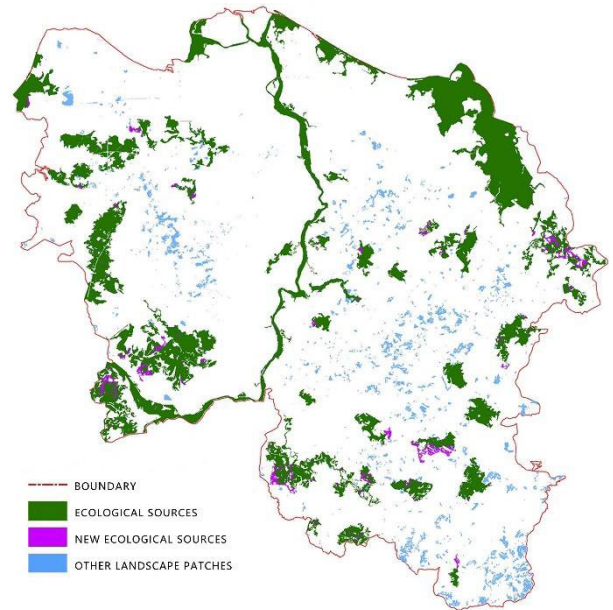 BOUNDARY
ECOLOGICAL SOURCES
NEW ECOLOGICAL SOURCES
OTHER LANDSCAPE PATCHES